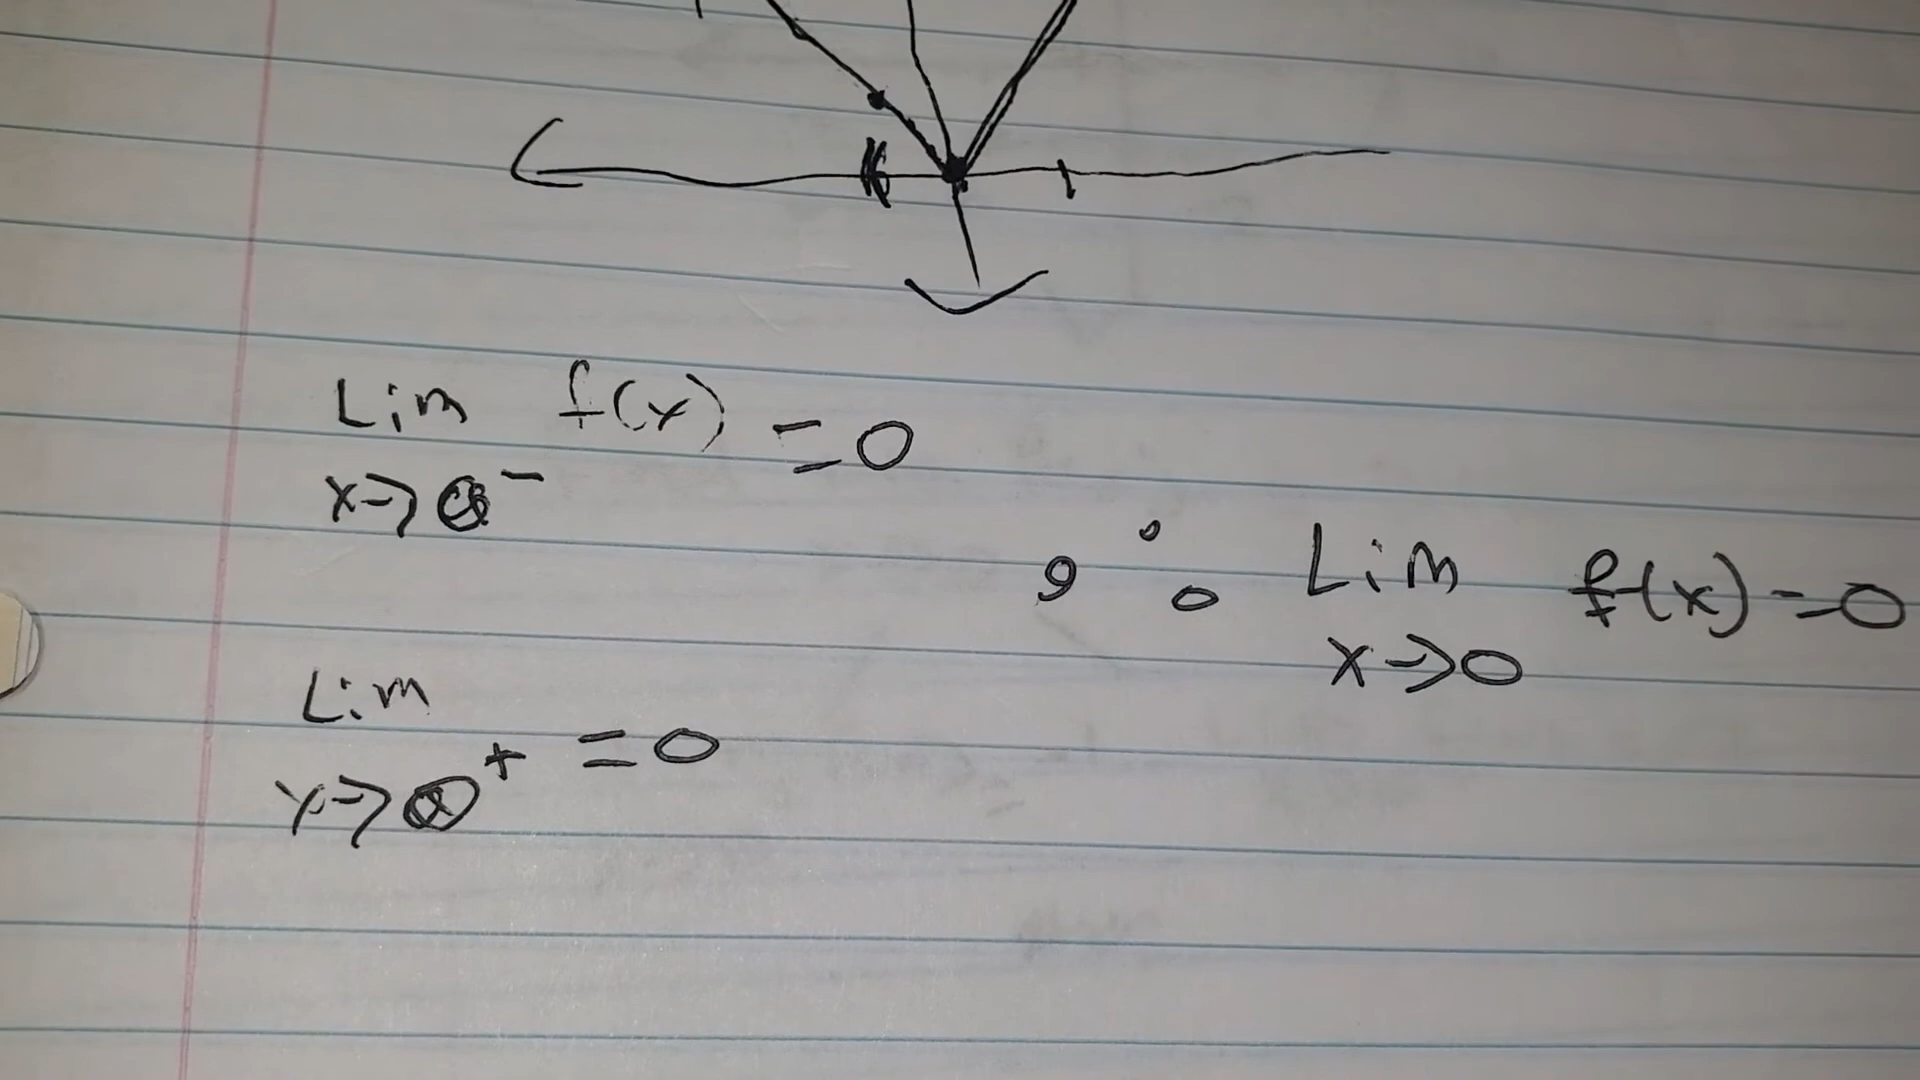 Lim f(x) = 0
x→0⁻
∴ Lim f(x) = 0
x→0
Lim = 0
x→0⁺